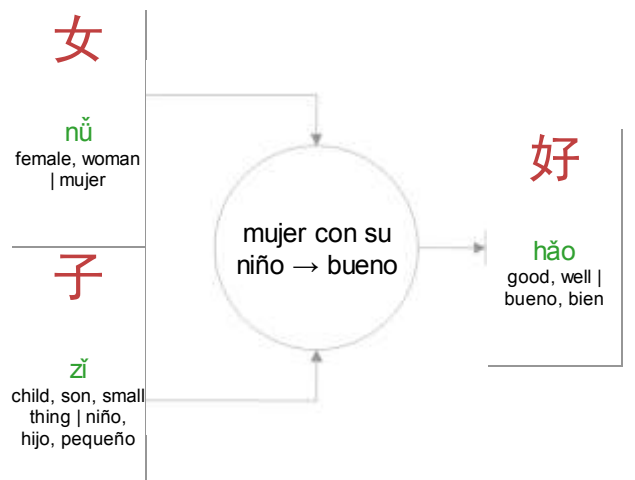 女
nǚ
female, woman
| mujer
子
zǐ
child, son, small
thing | niño,
hijo, pequeño
mujer con su
niño → bueno
好
hǎo
good, well |
bueno, bien